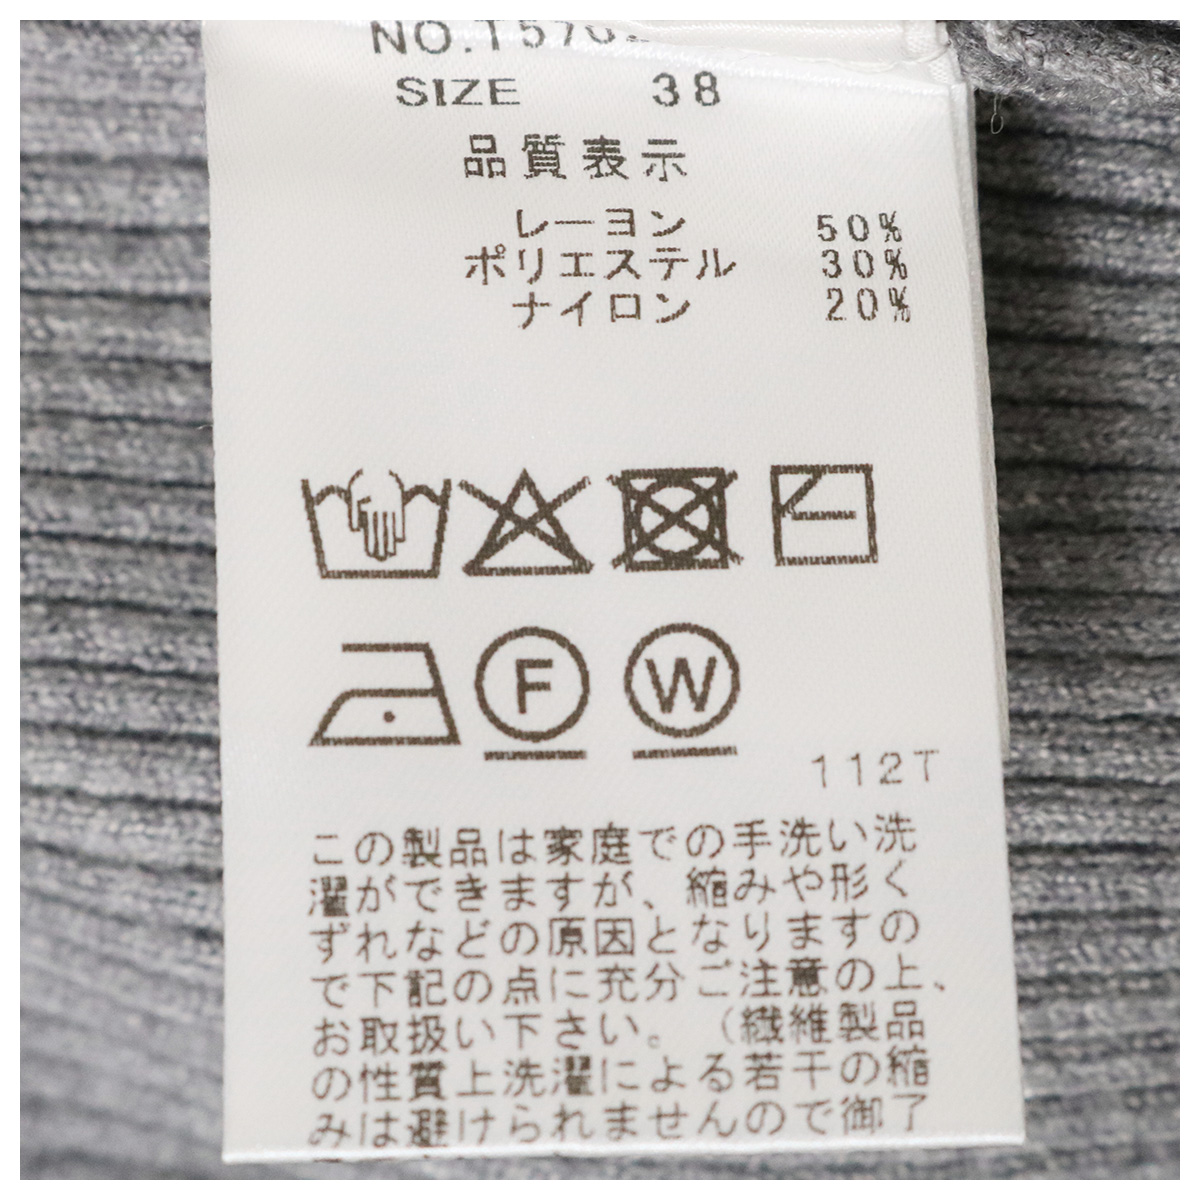 SIZE 38
品質表示
レーヨン 50%
ポリエステル 30%
ナイロン 20%
F W
112T
この製品は家庭での手洗い洗
濯ができますが、縮みや形く
ずれなどの原因となりますの
で下記の点に充分ご注意の上、
お取扱い下さい。(繊維製品
の性質上洗濯による若干の縮
みは避けられませんので御了